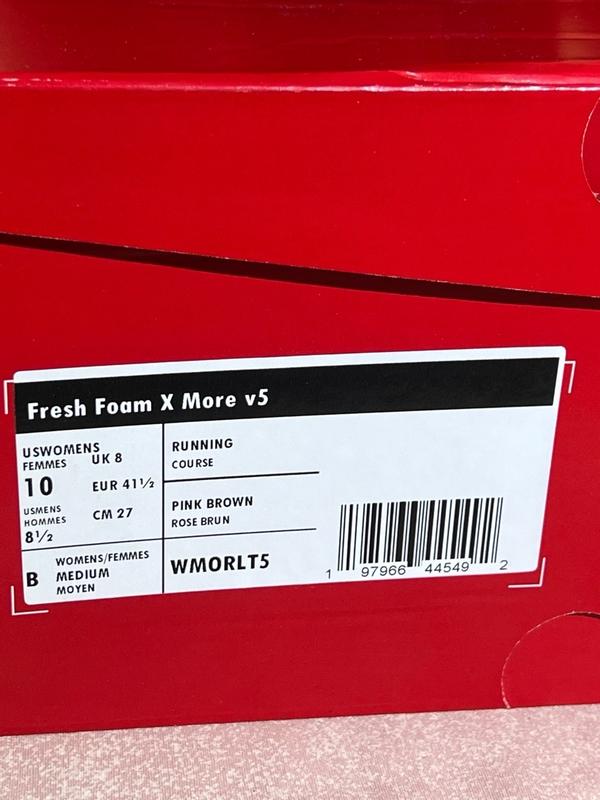 Fresh Foam X More v5
USWOMENS
FEMMES
UK 8
10
EUR 41½
USMENS
HOMMES
CM 27
8½
B
WOMENS/FEMMES
MEDIUM
MOYEN
RUNNING
COURSE
PINK BROWN
ROSE BRUN
WMORLT5
1 97966 44549 2